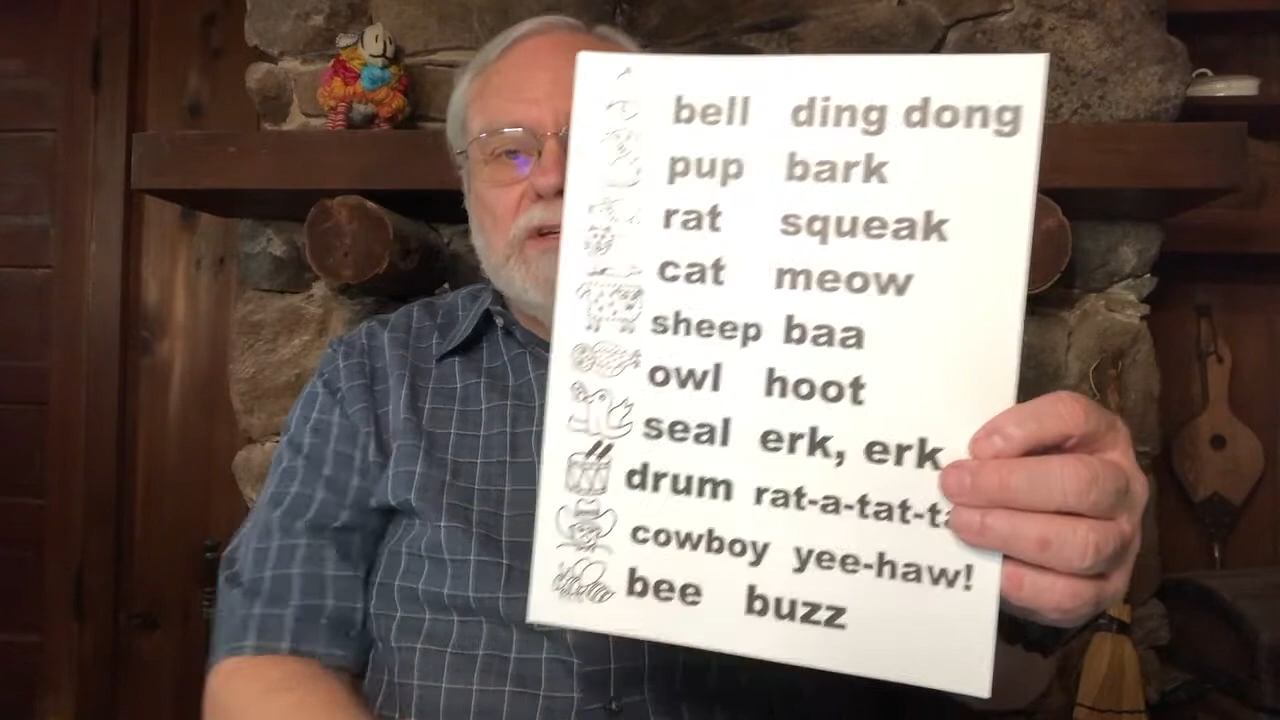 bell ding dong
pup bark
rat squeak
cat meow
sheep baa
owl hoot
seal erk, erk
drum rat-a-tat-ta
cowboy yee-haw!
bee buzz